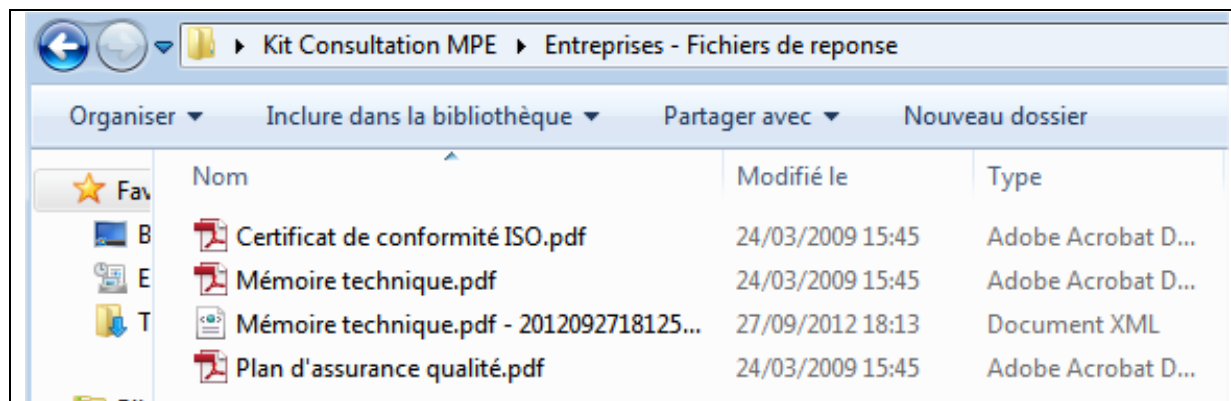 Kit Consultation MPE Entreprises - Fichiers de reponse
Organiser Inclure dans la bibliothèque Partager avec Nouveau dossier
Nom Modifié le Type
Fav
B Certificat de conformité ISO.pdf 24/03/2009 15:45 Adobe Acrobat D...
E Mémoire technique.pdf 24/03/2009 15:45 Adobe Acrobat D...
T Mémoire technique.pdf - 2012092718125... 27/09/2012 18:13 Document XML
Plan d'assurance qualité.pdf 24/03/2009 15:45 Adobe Acrobat D...